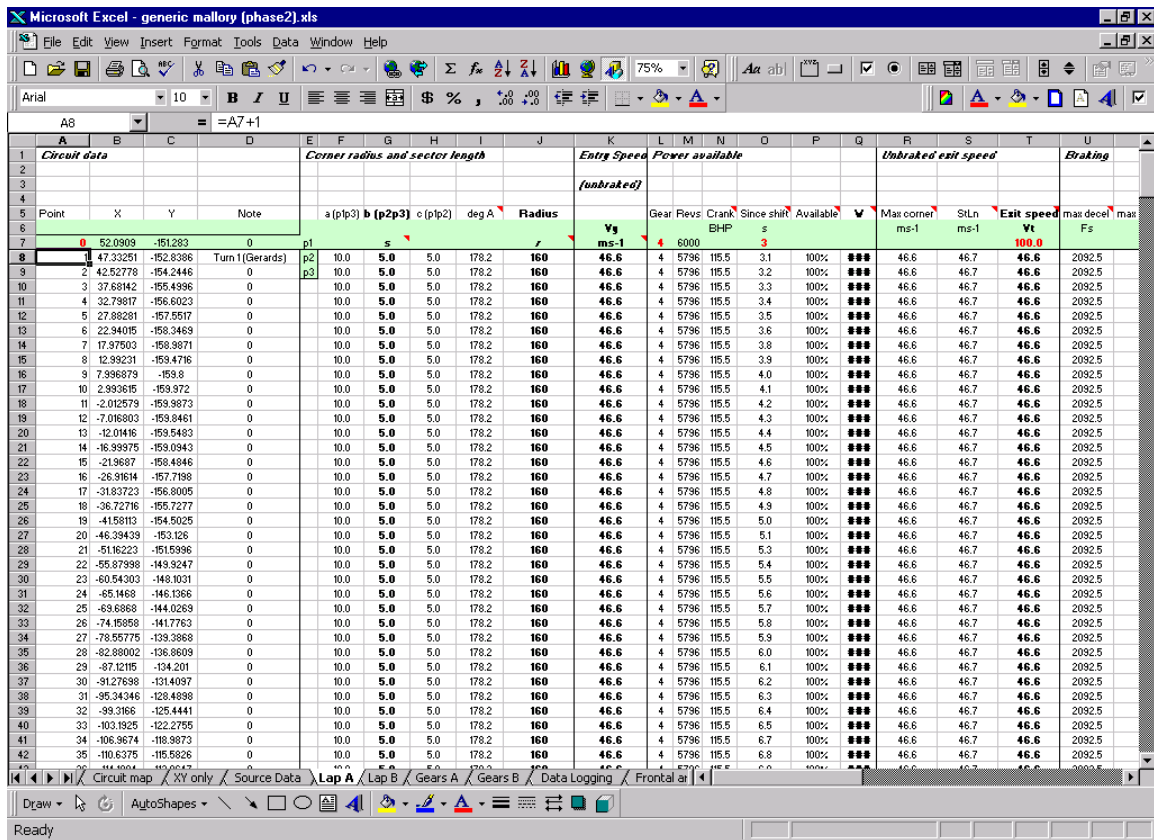 Microsoft Excel - generic mallory (phase2).xls
File Edit View Insert Format Tools Data Window Help
75%
Arial 10 B I U $ % ,
A8 = =A7+1
A B C D E F G H I J K L M N O P Q R S T U
1 Circuit data Corner radius and sector length Entry Speed Power available Unbraked exit speed Braking
2
3 (unbraked)
4
5 Point X Y Note a (p1p3) b (p2p3) c (p1p2) deg A Radius Gear Revs Crank Since shift Available W Max corner StLn Exit speed max decel max
6 Vg BHP s ms-1 ms-1 Vt Fs
7 0 52.0909 -151.283 0 p1 s r ms-1 4 6000 3 100.0
8 1 47.33251 -152.8386 Turn 1 (Gerards) p2 10.0 5.0 5.0 178.2 160 46.6 4 5796 115.5 3.1 100% ### 46.6 46.7 46.6 2092.5
9 2 42.52778 -154.2446 0 p3 10.0 5.0 5.0 178.2 160 46.6 4 5796 115.5 3.2 100% ### 46.6 46.7 46.6 2092.5
10 3 37.68142 -155.4996 0 10.0 5.0 5.0 178.2 160 46.6 4 5796 115.5 3.3 100% ### 46.6 46.7 46.6 2092.5
11 4 32.79817 -156.6023 0 10.0 5.0 5.0 178.2 160 46.6 4 5796 115.5 3.4 100% ### 46.6 46.7 46.6 2092.5
12 5 27.88281 -157.5517 0 10.0 5.0 5.0 178.2 160 46.6 4 5796 115.5 3.5 100% ### 46.6 46.7 46.6 2092.5
13 6 22.94015 -158.3469 0 10.0 5.0 5.0 178.2 160 46.6 4 5796 115.5 3.6 100% ### 46.6 46.7 46.6 2092.5
14 7 17.97503 -158.9871 0 10.0 5.0 5.0 178.2 160 46.6 4 5796 115.5 3.8 100% ### 46.6 46.7 46.6 2092.5
15 8 12.99231 -159.4716 0 10.0 5.0 5.0 178.2 160 46.6 4 5796 115.5 3.9 100% ### 46.6 46.7 46.6 2092.5
16 9 7.996879 -159.8 0 10.0 5.0 5.0 178.2 160 46.6 4 5796 115.5 4.0 100% ### 46.6 46.7 46.6 2092.5
17 10 2.993615 -159.972 0 10.0 5.0 5.0 178.2 160 46.6 4 5796 115.5 4.1 100% ### 46.6 46.7 46.6 2092.5
18 11 -2.012579 -159.9873 0 10.0 5.0 5.0 178.2 160 46.6 4 5796 115.5 4.2 100% ### 46.6 46.7 46.6 2092.5
19 12 -7.016803 -159.8461 0 10.0 5.0 5.0 178.2 160 46.6 4 5796 115.5 4.3 100% ### 46.6 46.7 46.6 2092.5
20 13 -12.01416 -159.5483 0 10.0 5.0 5.0 178.2 160 46.6 4 5796 115.5 4.4 100% ### 46.6 46.7 46.6 2092.5
21 14 -16.99975 -159.0943 0 10.0 5.0 5.0 178.2 160 46.6 4 5796 115.5 4.5 100% ### 46.6 46.7 46.6 2092.5
22 15 -21.9687 -158.4846 0 10.0 5.0 5.0 178.2 160 46.6 4 5796 115.5 4.6 100% ### 46.6 46.7 46.6 2092.5
23 16 -26.91614 -157.7198 0 10.0 5.0 5.0 178.2 160 46.6 4 5796 115.5 4.7 100% ### 46.6 46.7 46.6 2092.5
24 17 -31.83723 -156.8005 0 10.0 5.0 5.0 178.2 160 46.6 4 5796 115.5 4.8 100% ### 46.6 46.7 46.6 2092.5
25 18 -36.72716 -155.7277 0 10.0 5.0 5.0 178.2 160 46.6 4 5796 115.5 4.9 100% ### 46.6 46.7 46.6 2092.5
26 19 -41.58113 -154.5025 0 10.0 5.0 5.0 178.2 160 46.6 4 5796 115.5 5.0 100% ### 46.6 46.7 46.6 2092.5
27 20 -46.39439 -153.126 0 10.0 5.0 5.0 178.2 160 46.6 4 5796 115.5 5.1 100% ### 46.6 46.7 46.6 2092.5
28 21 -51.16223 -151.5996 0 10.0 5.0 5.0 178.2 160 46.6 4 5796 115.5 5.3 100% ### 46.6 46.7 46.6 2092.5
29 22 -55.87998 -149.9247 0 10.0 5.0 5.0 178.2 160 46.6 4 5796 115.5 5.4 100% ### 46.6 46.7 46.6 2092.5
30 23 -60.54303 -148.1031 0 10.0 5.0 5.0 178.2 160 46.6 4 5796 115.5 5.5 100% ### 46.6 46.7 46.6 2092.5
31 24 -65.1468 -146.1366 0 10.0 5.0 5.0 178.2 160 46.6 4 5796 115.5 5.6 100% ### 46.6 46.7 46.6 2092.5
32 25 -69.6868 -144.0269 0 10.0 5.0 5.0 178.2 160 46.6 4 5796 115.5 5.7 100% ### 46.6 46.7 46.6 2092.5
33 26 -74.15858 -141.7763 0 10.0 5.0 5.0 178.2 160 46.6 4 5796 115.5 5.8 100% ### 46.6 46.7 46.6 2092.5
34 27 -78.55775 -139.3868 0 10.0 5.0 5.0 178.2 160 46.6 4 5796 115.5 5.9 100% ### 46.6 46.7 46.6 2092.5
35 28 -82.88002 -136.8609 0 10.0 5.0 5.0 178.2 160 46.6 4 5796 115.5 6.0 100% ### 46.6 46.7 46.6 2092.5
36 29 -87.12115 -134.201 0 10.0 5.0 5.0 178.2 160 46.6 4 5796 115.5 6.1 100% ### 46.6 46.7 46.6 2092.5
37 30 -91.27698 -131.4097 0 10.0 5.0 5.0 178.2 160 46.6 4 5796 115.5 6.2 100% ### 46.6 46.7 46.6 2092.5
38 31 -95.34346 -128.4898 0 10.0 5.0 5.0 178.2 160 46.6 4 5796 115.5 6.3 100% ### 46.6 46.7 46.6 2092.5
39 32 -99.3166 -125.4441 0 10.0 5.0 5.0 178.2 160 46.6 4 5796 115.5 6.4 100% ### 46.6 46.7 46.6 2092.5
40 33 -103.1925 -122.2755 0 10.0 5.0 5.0 178.2 160 46.6 4 5796 115.5 6.5 100% ### 46.6 46.7 46.6 2092.5
41 34 -106.9674 -118.9873 0 10.0 5.0 5.0 178.2 160 46.6 4 5796 115.5 6.7 100% ### 46.6 46.7 46.6 2092.5
42 35 -110.6375 -115.5826 0 10.0 5.0 5.0 178.2 160 46.6 4 5796 115.5 6.8 100% ### 46.6 46.7 46.6 2092.5
Circuit map XY only Source Data Lap A Lap B Gears A Gears B Data Logging Frontal ar
Draw AutoShapes
Ready